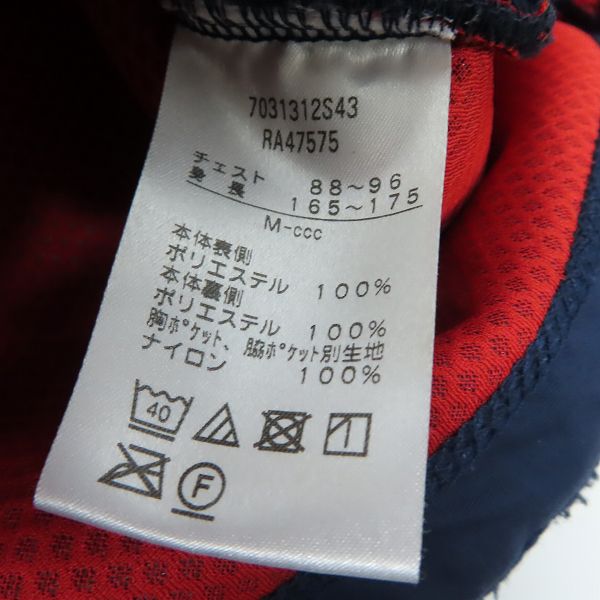 7031312S43
RA47575
チェスト 88～96
身長 165～175
M-ccc
本体表側
ポリエステル 100%
本体裏側
ポリエステル 100%
胸ポケット、脇ポケット別生地
ナイロン 100%
40
F